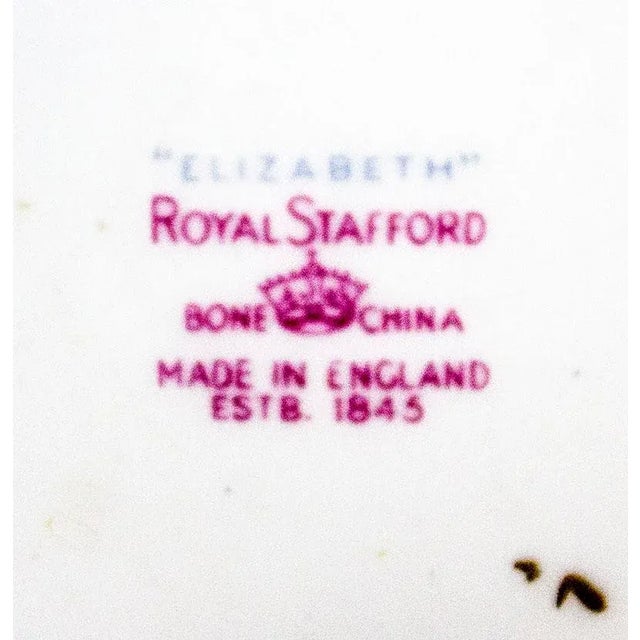 "ELIZABETH"
ROYAL STAFFORD
BONE CHINA
MADE IN ENGLAND
ESTB. 1845